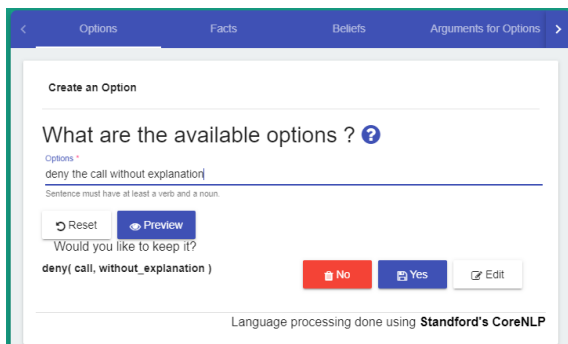 Options Facts Beliefs Arguments for Options
Create an Option
What are the available options ?
Options *
deny the call without explanation
Sentence must have at least a verb and a noun.
Reset Preview
Would you like to keep it?
deny( call, without_explanation ) No Yes Edit
Language processing done using Standford's CoreNLP